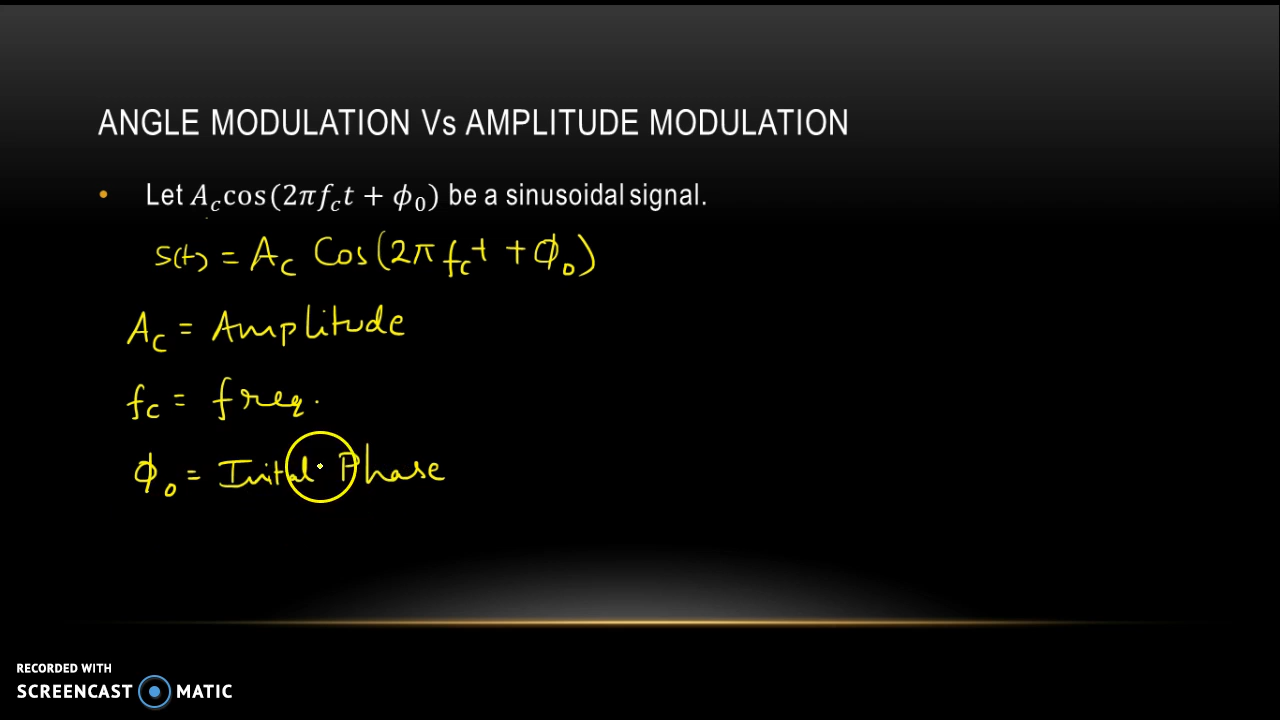 ANGLE MODULATION Vs AMPLITUDE MODULATION
• Let A_c cos(2πf_c t + ϕ_0) be a sinusoidal signal.
S(t) = A_c Cos(2π f_c t + ϕ_0)
A_c = Amplitude
f_c = freq.
ϕ_0 = Inital Phase
RECORDED WITH
SCREENCAST MATIC